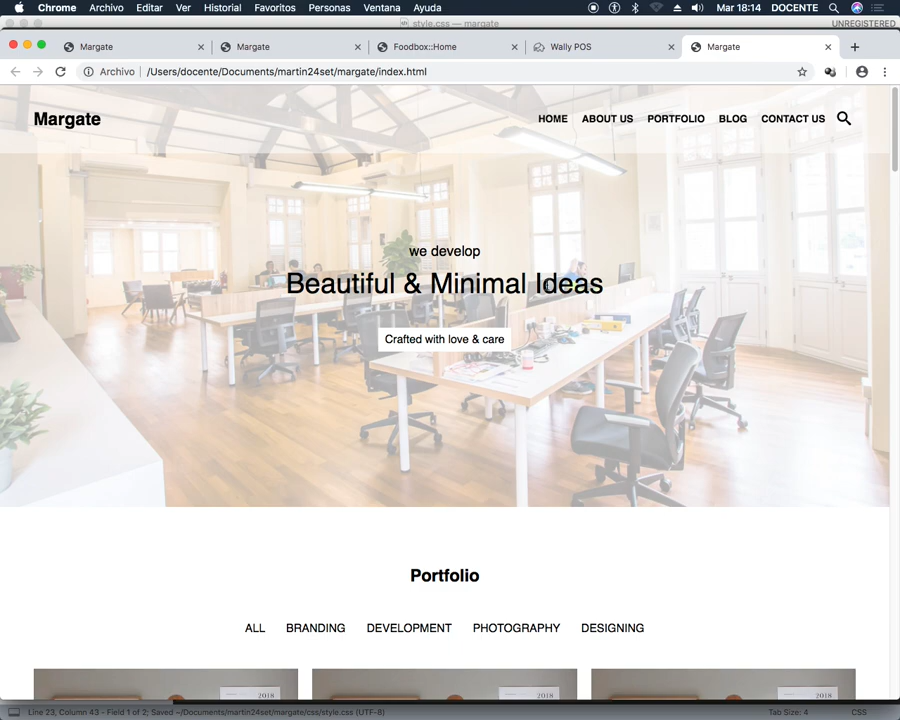 Chrome Archivo Editar Ver Historial Favoritos Personas Ventana Ayuda Mar 18:14 DOCENTE
style.css — margate UNREGISTERED
Margate Margate Foodbox::Home Wally POS Margate
Archivo /Users/docente/Documents/martin24set/margate/index.html
Margate HOME ABOUT US PORTFOLIO BLOG CONTACT US
we develop
Beautiful & Minimal Ideas
Crafted with love & care
Portfolio
ALL BRANDING DEVELOPMENT PHOTOGRAPHY DESIGNING
2018 2018 2018
Line 23, Column 43 - Field 1 of 2; Saved ~/Documents/martin24set/margate/css/style.css (UTF-8) Tab Size: 4 CSS